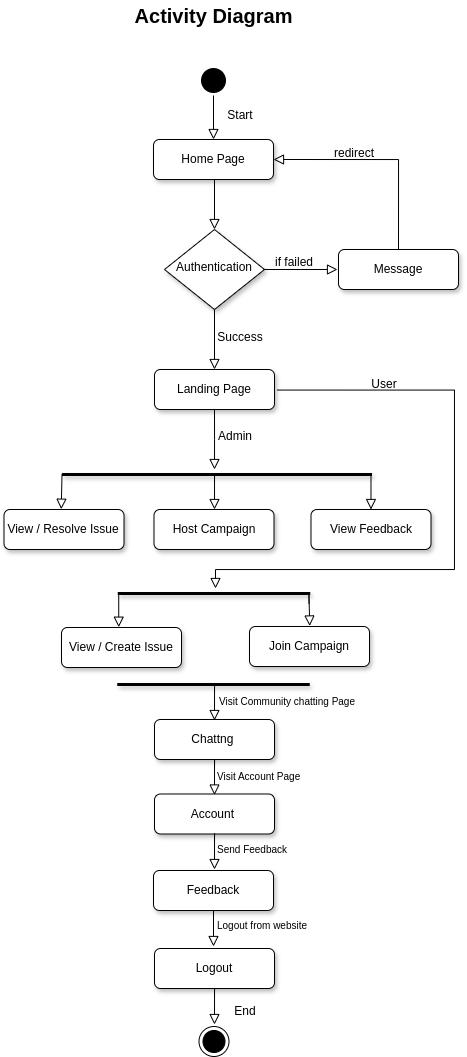 Activity Diagram
Start
Home Page
redirect
Authentication
if failed
Message
Success
Landing Page
User
Admin
View / Resolve Issue
Host Campaign
View Feedback
View / Create Issue
Join Campaign
Visit Community chatting Page
Chattng
Visit Account Page
Account
Send Feedback
Feedback
Logout from website
Logout
End